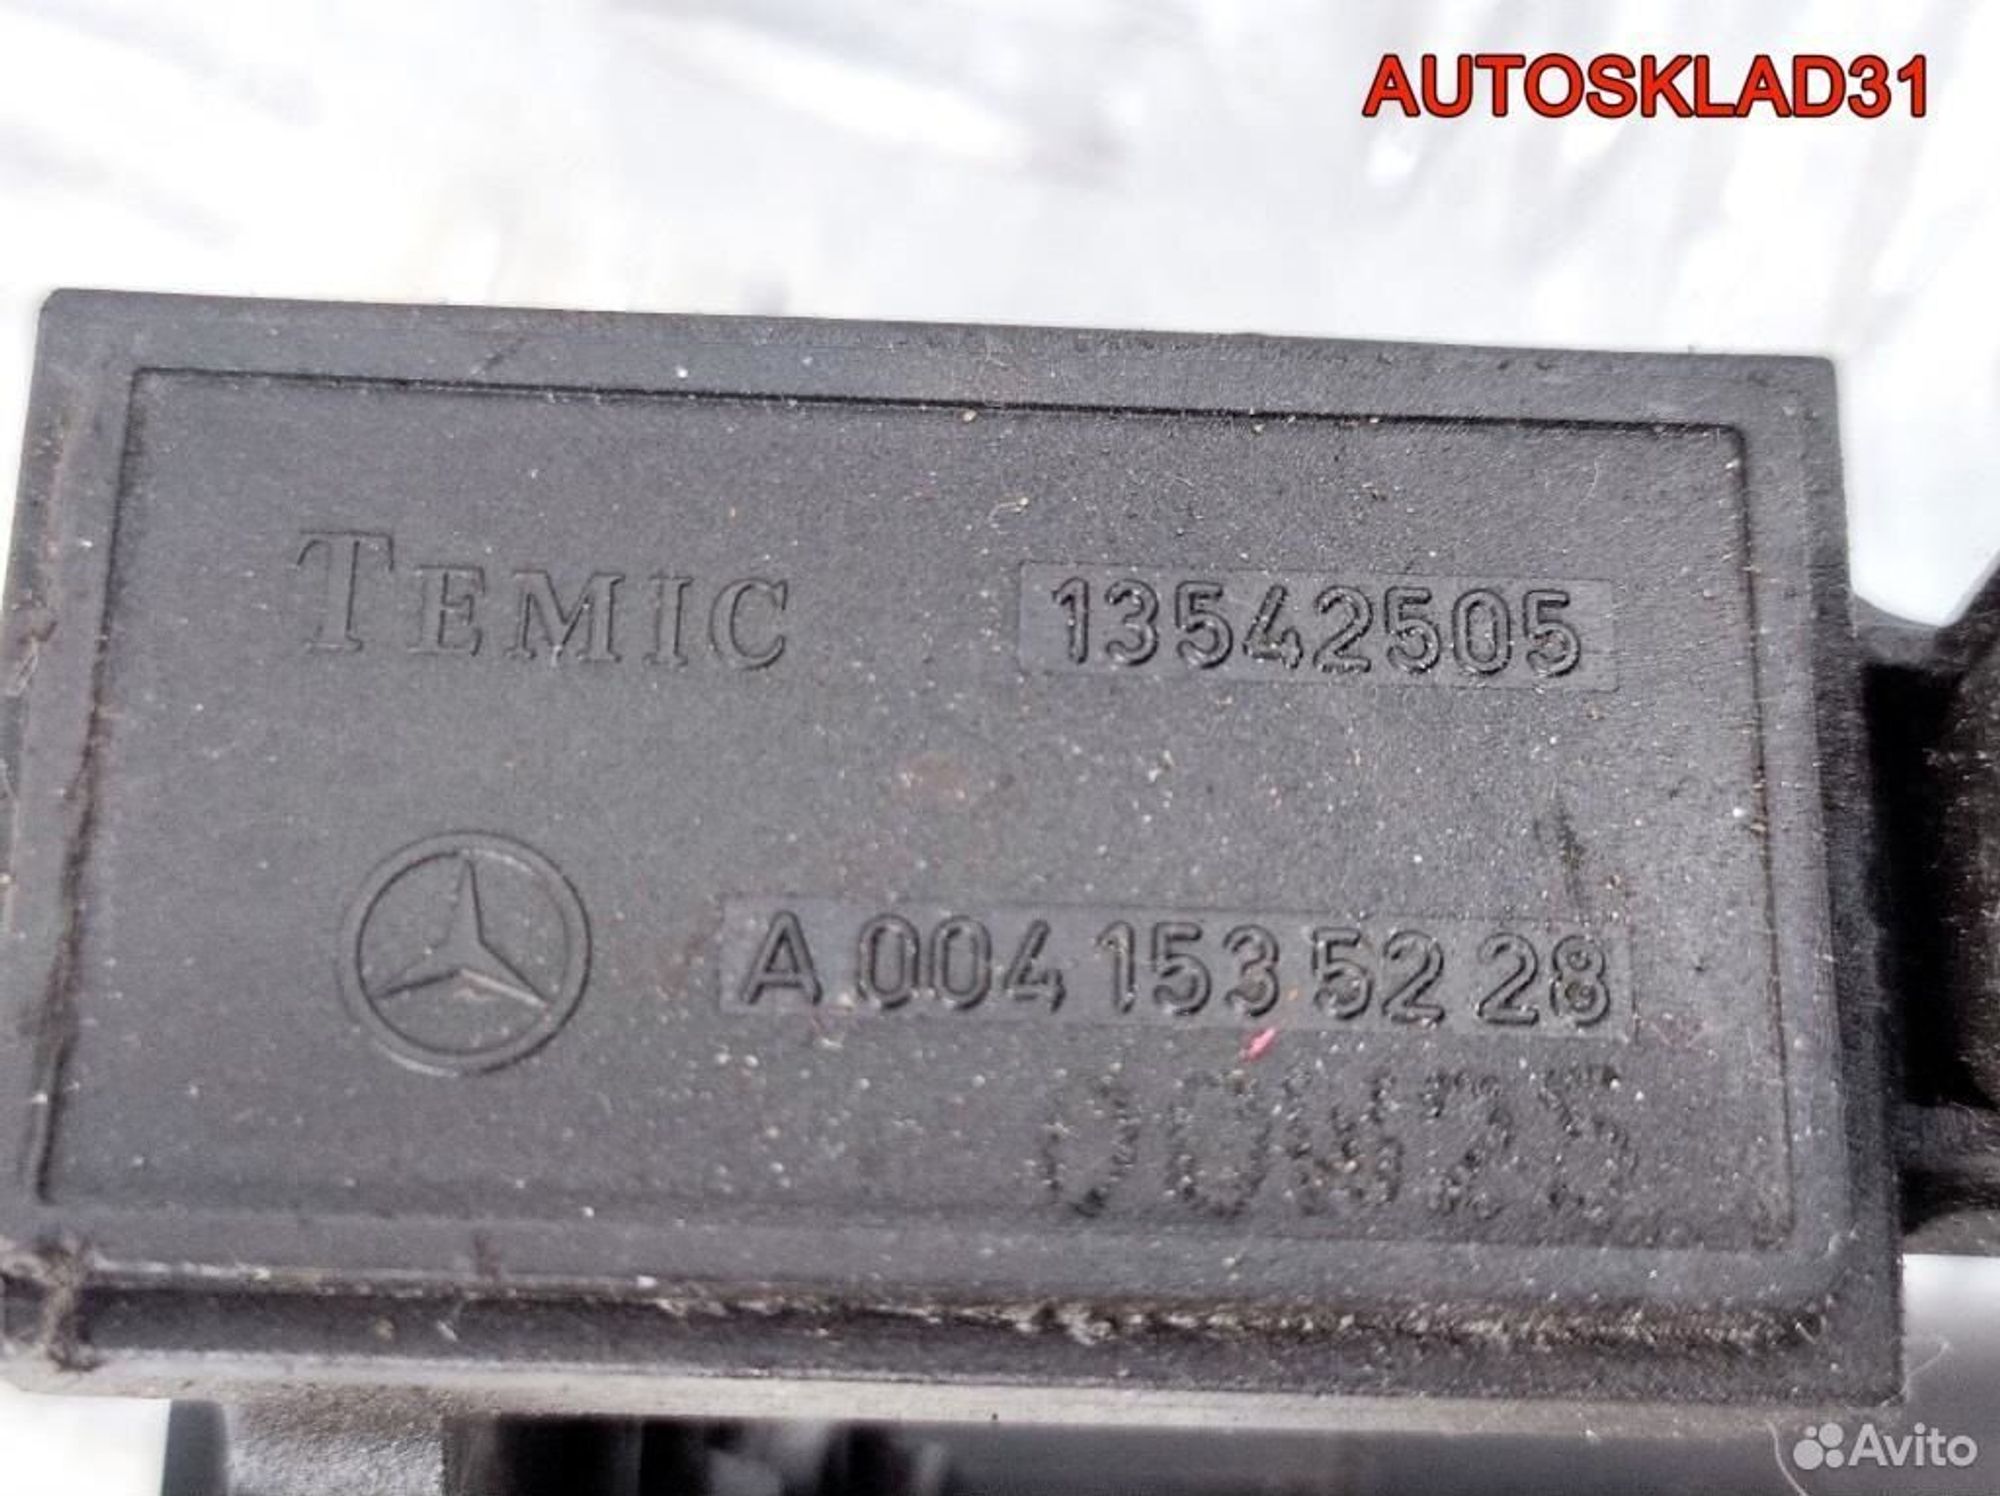 AUTOSKLAD31
TEMIC 13542505
A 004 153 52 28
Avito